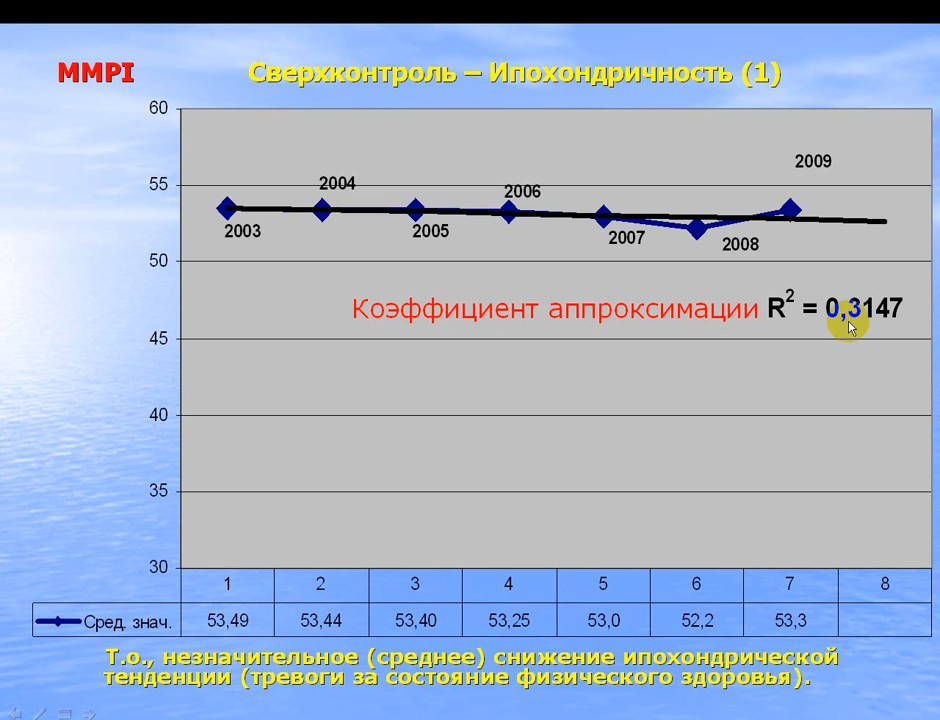 MMPI Сверхконтроль – Ипохондричность (1)
60
2009
55
2004
2006
2003
2005
2007
2008
50
Коэффициент аппроксимации R² = 0,3147
45
40
35
30
1 2 3 4 5 6 7 8
Сред. знач. 53,49 53,44 53,40 53,25 53,0 52,2 53,3
Т.о., незначительное (среднее) снижение ипохондрической
тенденции (тревоги за состояние физического здоровья).